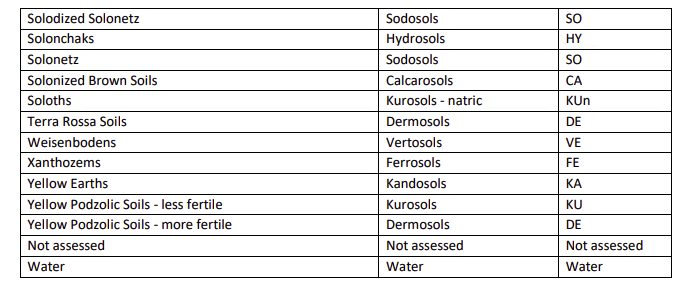 Solodized Solonetz Sodosols SO
Solonchaks Hydrosols HY
Solonetz Sodosols SO
Solonized Brown Soils Calcarosols CA
Soloths Kurosols - natric KUn
Terra Rossa Soils Dermosols DE
Weisenbodens Vertosols VE
Xanthozems Ferrosols FE
Yellow Earths Kandosols KA
Yellow Podzolic Soils - less fertile Kurosols KU
Yellow Podzolic Soils - more fertile Dermosols DE
Not assessed Not assessed Not assessed
Water Water Water